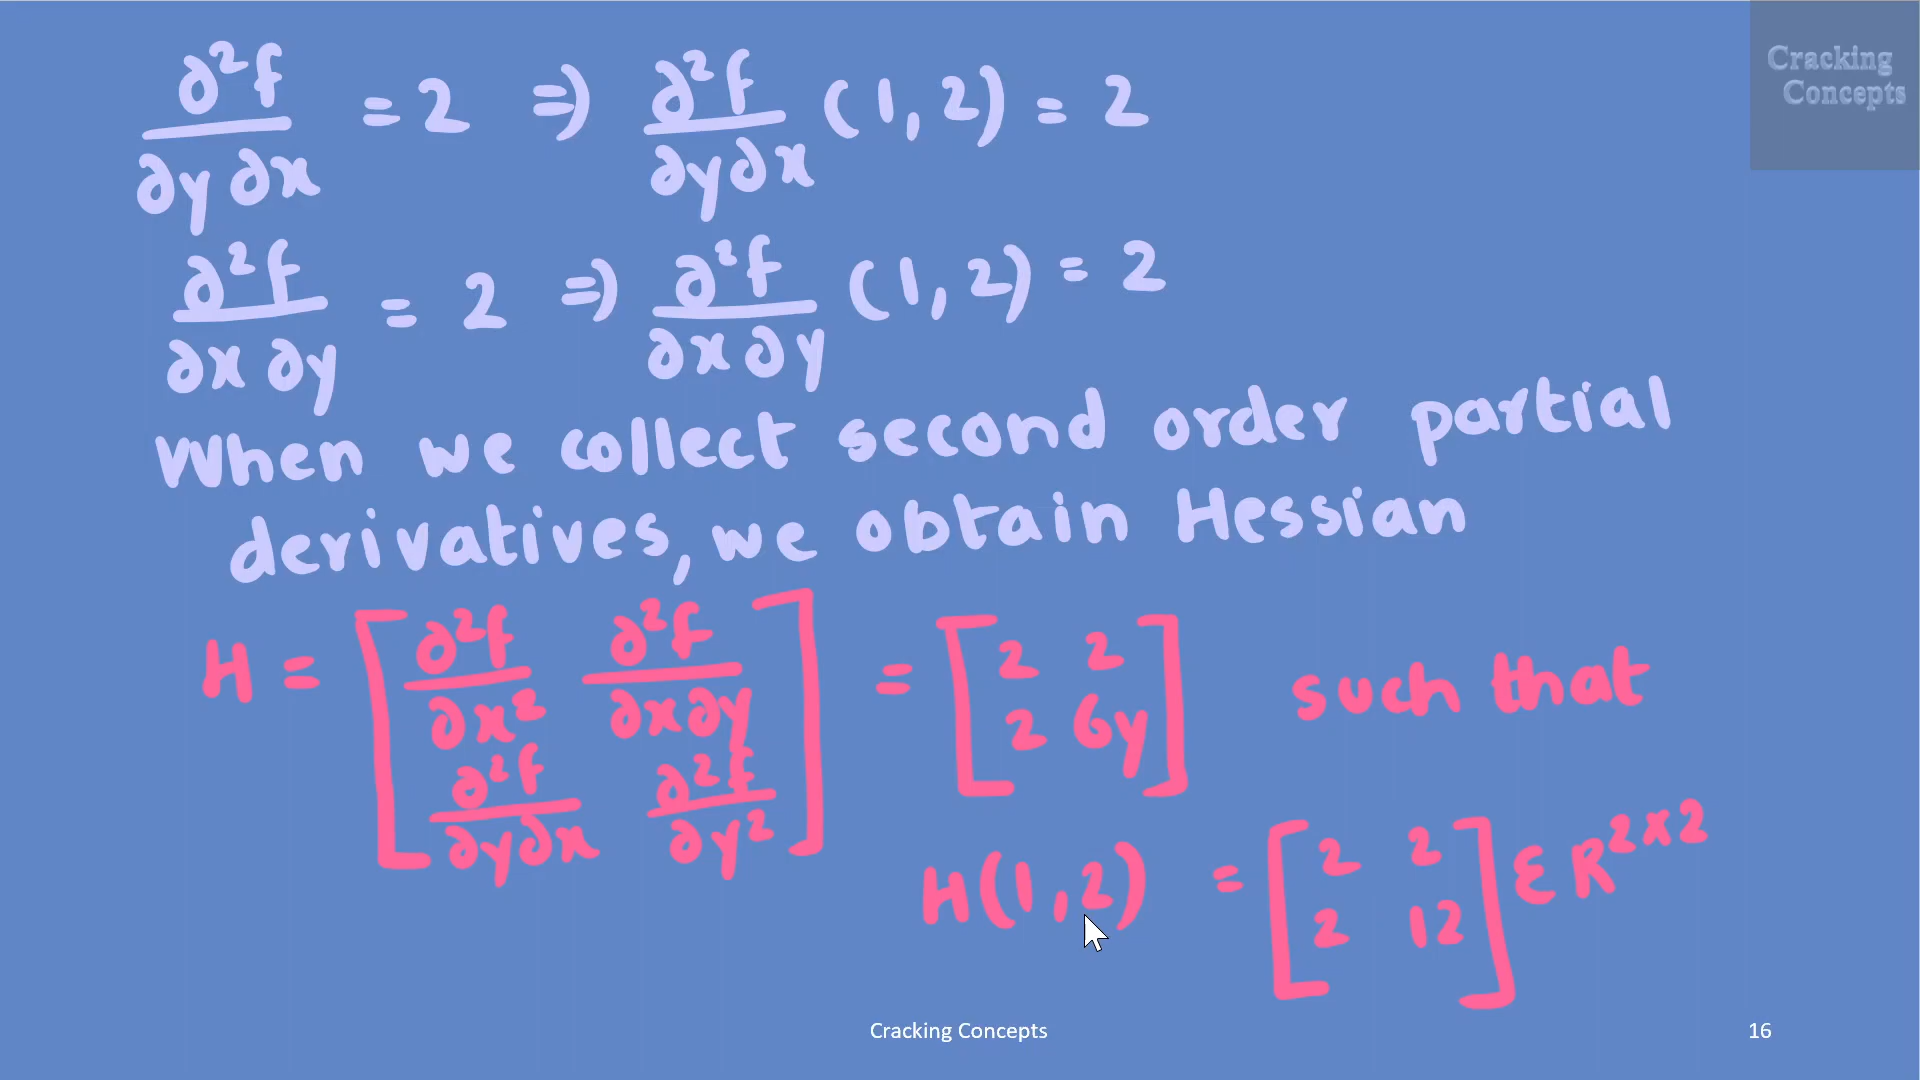 Cracking
Concepts
∂²f/∂y∂x = 2 ⇒ ∂²f/∂y∂x (1,2) = 2
∂²f/∂x∂y = 2 ⇒ ∂²f/∂x∂y (1,2) = 2
When we collect second order partial
derivatives, we obtain Hessian
H = [∂²f/∂x² ∂²f/∂x∂y; ∂²f/∂y∂x ∂²f/∂y²] = [2 2; 2 6y] such that
H(1,2) = [2 2; 2 12] ε R^2×2
Cracking Concepts
16